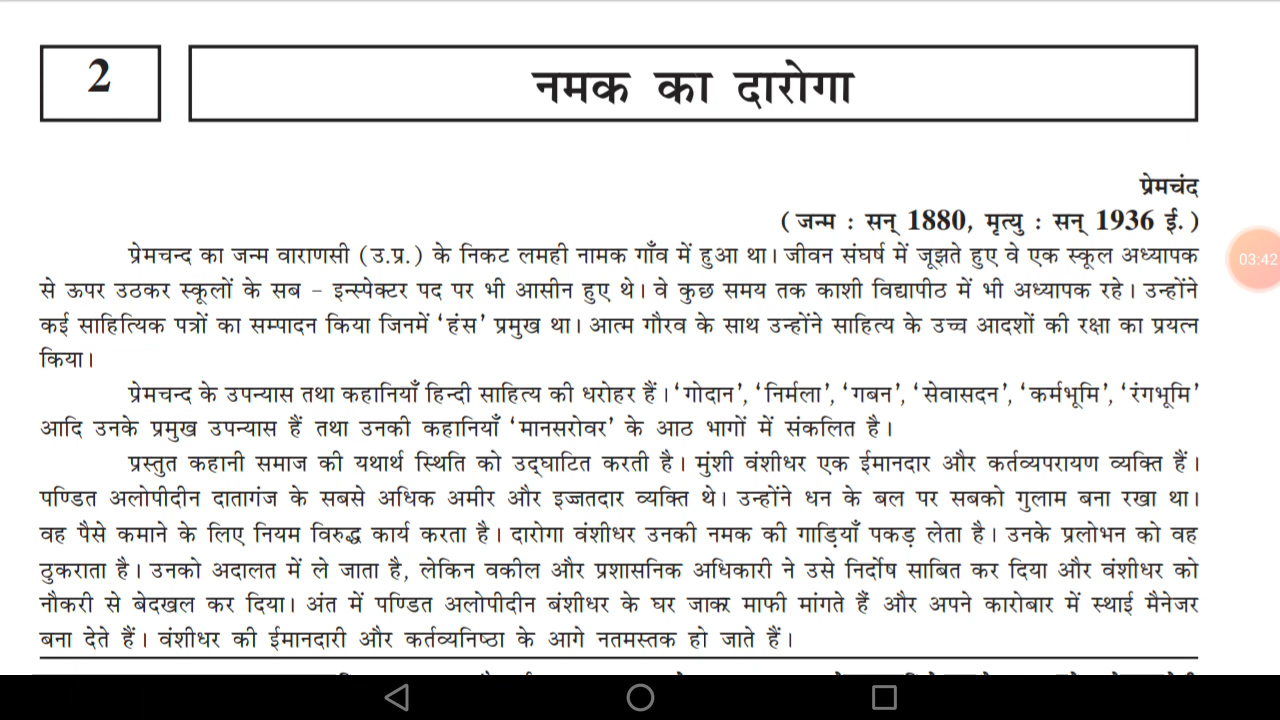 2
नमक का दारोगा
प्रेमचंद
( जन्म : सन् 1880, मृत्यु : सन् 1936 ई. )
प्रेमचन्द का जन्म वाराणसी (उ.प्र.) के निकट लमही नामक गाँव में हुआ था। जीवन संघर्ष में जूझते हुए वे एक स्कूल अध्यापक
से ऊपर उठकर स्कूलों के सब - इन्स्पेक्टर पद पर भी आसीन हुए थे। वे कुछ समय तक काशी विद्यापीठ में भी अध्यापक रहे। उन्होंने
कई साहित्यिक पत्रों का सम्पादन किया जिनमें ‘हंस’ प्रमुख था। आत्म गौरव के साथ उन्होंने साहित्य के उच्च आदर्शों की रक्षा का प्रयत्न
किया।
प्रेमचन्द के उपन्यास तथा कहानियाँ हिन्दी साहित्य की धरोहर हैं। ‘गोदान’, ‘निर्मला’, ‘गबन’, ‘सेवासदन’, ‘कर्मभूमि’, ‘रंगभूमि’
आदि उनके प्रमुख उपन्यास हैं तथा उनकी कहानियाँ ‘मानसरोवर’ के आठ भागों में संकलित है।
प्रस्तुत कहानी समाज की यथार्थ स्थिति को उद्घाटित करती है। मुंशी वंशीधर एक ईमानदार और कर्तव्यपरायण व्यक्ति हैं।
पण्डित अलोपीदीन दातागंज के सबसे अधिक अमीर और इज्जतदार व्यक्ति थे। उन्होंने धन के बल पर सबको गुलाम बना रखा था।
वह पैसे कमाने के लिए नियम विरुद्ध कार्य करता है। दारोगा वंशीधर उनकी नमक की गाड़ियाँ पकड़ लेता है। उनके प्रलोभन को वह
ठुकराता है। उनको अदालत में ले जाता है, लेकिन वकील और प्रशासनिक अधिकारी ने उसे निर्दोष साबित कर दिया और वंशीधर को
नौकरी से बेदखल कर दिया। अंत में पण्डित अलोपीदीन बंशीधर के घर जाकर माफी मांगते हैं और अपने कारोबार में स्थाई मैनेजर
बना देते हैं। वंशीधर की ईमानदारी और कर्तव्यनिष्ठा के आगे नतमस्तक हो जाते हैं।
03:42